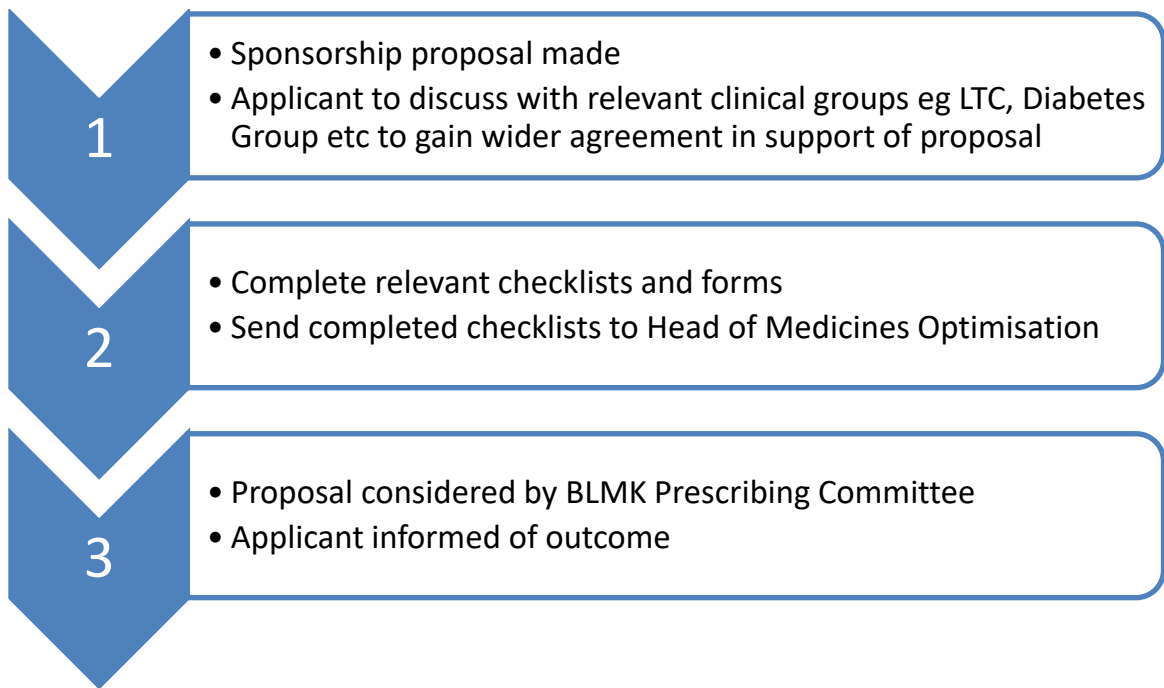 1
• Sponsorship proposal made
• Applicant to discuss with relevant clinical groups eg LTC, Diabetes
Group etc to gain wider agreement in support of proposal
2
• Complete relevant checklists and forms
• Send completed checklists to Head of Medicines Optimisation
3
• Proposal considered by BLMK Prescribing Committee
• Applicant informed of outcome